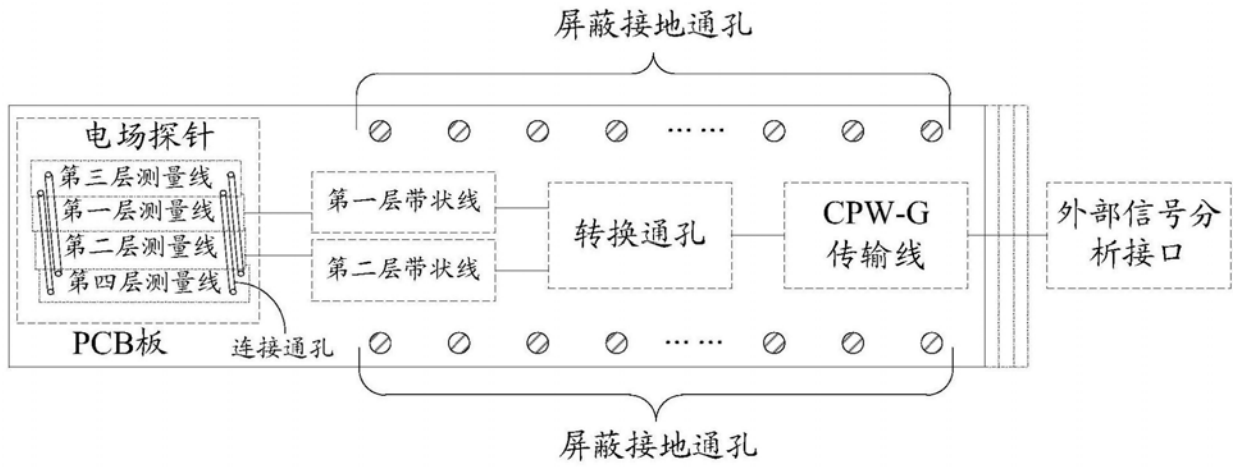 屏蔽接地通孔
电场探针
第三层测量线
第一层测量线
第二层测量线
第四层测量线
PCB板
连接通孔
第一层带状线
第二层带状线
…… 
转换通孔
CPW-G
传输线
外部信号分
析接口
……
屏蔽接地通孔